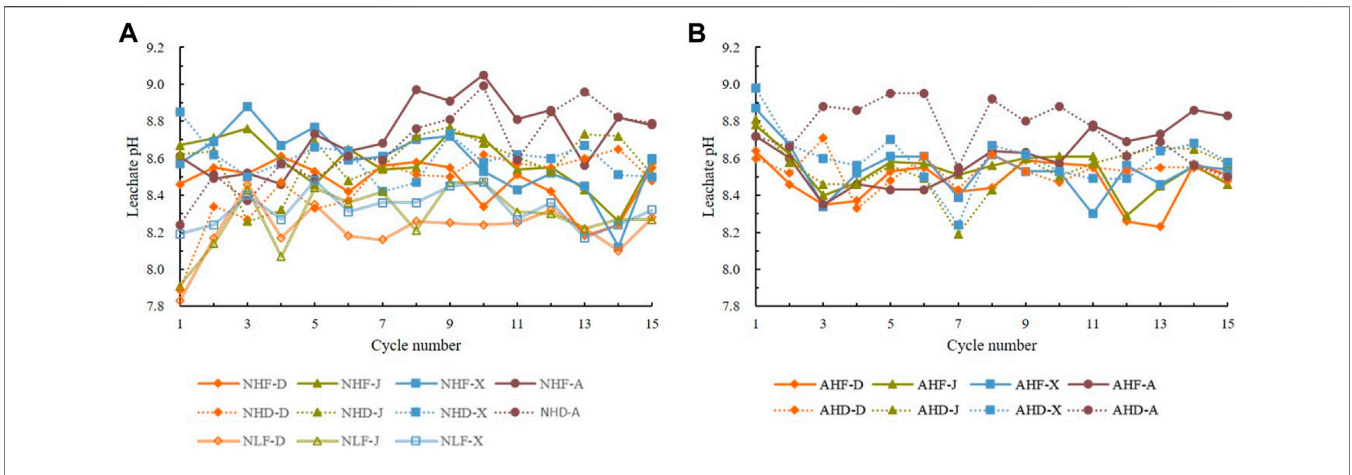 A
B
9.2
9.0
8.8
8.6
8.4
8.2
8.0
7.8
Leachate pH
1 3 5 7 9 11 13 15
Cycle number
NHF-D NHF-J NHF-X NHF-A
NHD-D NHD-J NHD-X NHD-A
NLF-D NLF-J NLF-X
9.2
9.0
8.8
8.6
8.4
8.2
8.0
7.8
Leachate pH
1 3 5 7 9 11 13 15
Cycle number
AHF-D AHF-J AHF-X AHF-A
AHD-D AHD-J AHD-X AHD-A